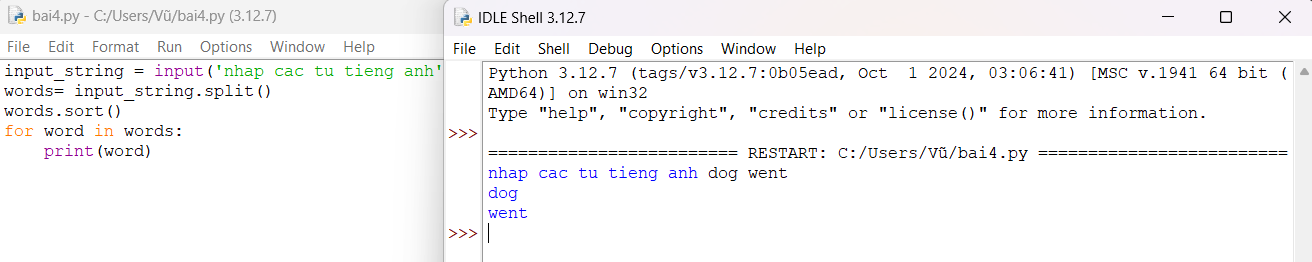 bai4.py - C:/Users/Vũ/bai4.py (3.12.7)
File Edit Format Run Options Window Help
input_string = input('nhap cac tu tieng anh'
words= input_string.split()
words.sort()
for word in words:
    print(word)
IDLE Shell 3.12.7
File Edit Shell Debug Options Window Help
Python 3.12.7 (tags/v3.12.7:0b05ead, Oct  1 2024, 03:06:41) [MSC v.1941 64 bit (
AMD64)] on win32
Type "help", "copyright", "credits" or "license()" for more information.
>>>
========================= RESTART: C:/Users/Vũ/bai4.py =========================
nhap cac tu tieng anh dog went
dog
went
>>>